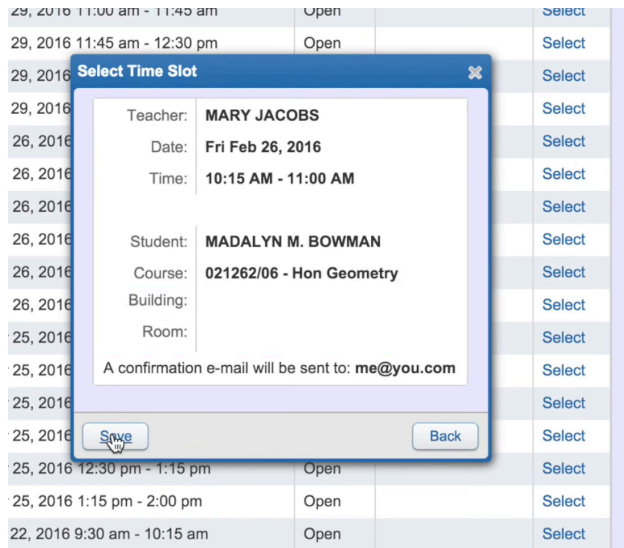 29, 2016 11:00 am - 11:45 am Open Select
29, 2016 11:45 am - 12:30 pm Open Select
29, 2016 Select
29, 2016 Select
26, 2016 Select
26, 2016 Select
26, 2016 Select
26, 2016 Select
26, 2016 Select
26, 2016 Select
25, 2016 Select
25, 2016 Select
25, 2016 Select
25, 2016 Select
Select Time Slot
Teacher: MARY JACOBS
Date: Fri Feb 26, 2016
Time: 10:15 AM - 11:00 AM
Student: MADALYN M. BOWMAN
Course: 021262/06 - Hon Geometry
Building:
Room:
A confirmation e-mail will be sent to: me@you.com
Save Back
25, 2016 12:30 pm - 1:15 pm Open Select
25, 2016 1:15 pm - 2:00 pm Open Select
22, 2016 9:30 am - 10:15 am Open Select